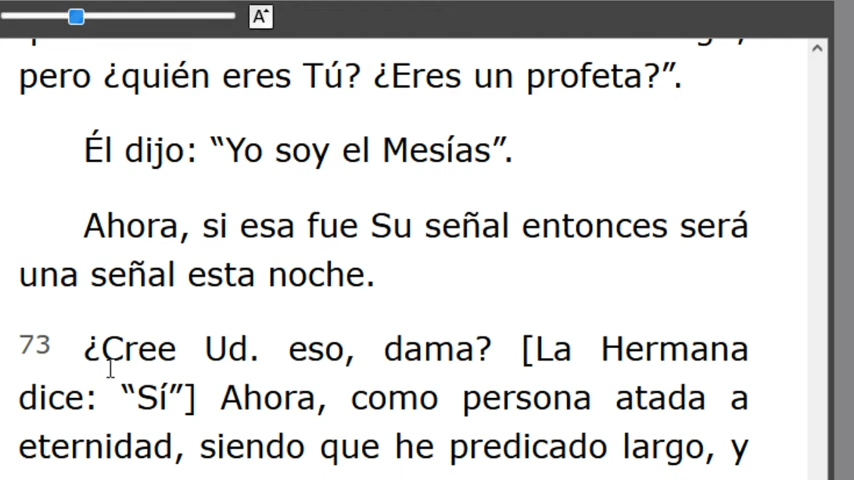 A
pero ¿quién eres Tú? ¿Eres un profeta?”.
Él dijo: “Yo soy el Mesías”.
Ahora, si esa fue Su señal entonces será
una señal esta noche.
73 ¿Cree Ud. eso, dama? [La Hermana
dice: “Sí”] Ahora, como persona atada a
eternidad, siendo que he predicado largo, y